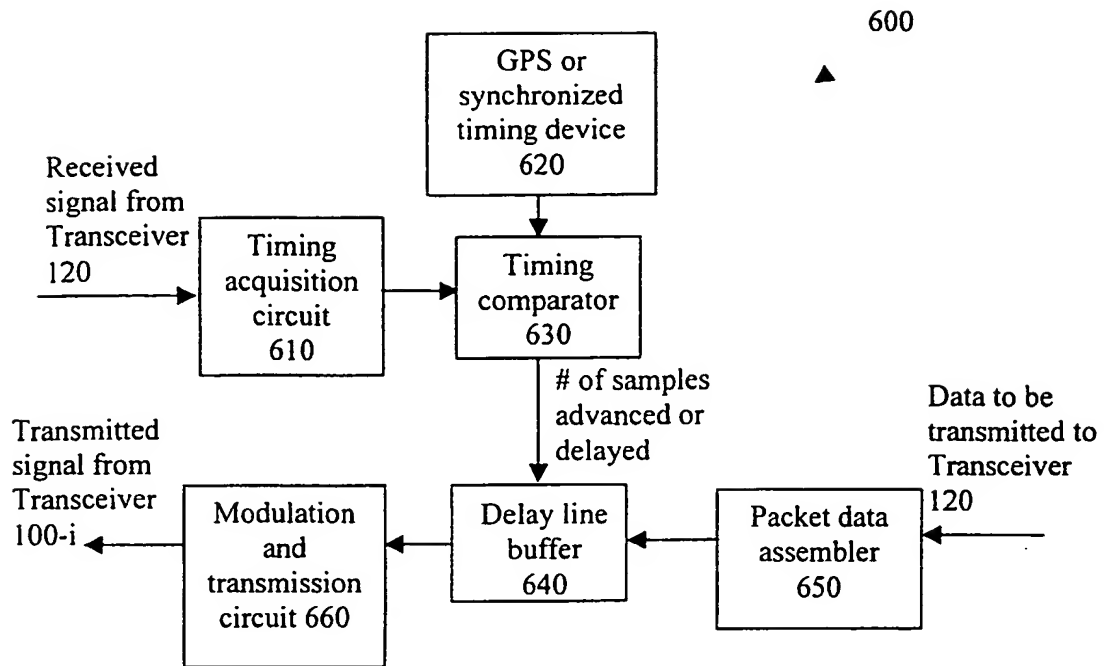 600
GPS or
synchronized
timing device
620
Received
signal from
Transceiver
120
Timing
acquisition
circuit
610
Timing
comparator
630
# of samples
advanced or
delayed
Data to be
transmitted to
Transceiver
120
Transmitted
signal from
Transceiver
100-i
Modulation
and
transmission
circuit 660
Delay line
buffer
640
Packet data
assembler
650